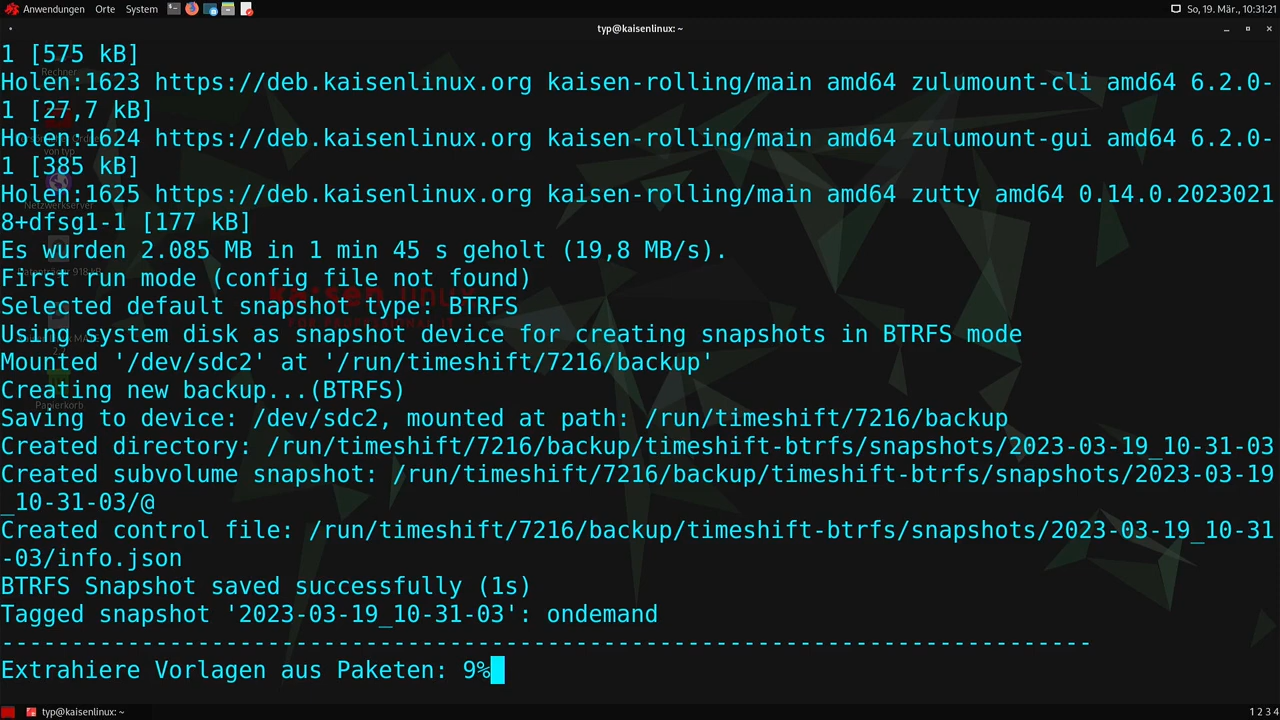 Anwendungen Orte System
So, 19. Mär., 10:31:21
typ@kaisenlinux: ~
1 [575 kB]
Holen:1623 https://deb.kaisenlinux.org kaisen-rolling/main amd64 zulumount-cli amd64 6.2.0-
1 [27,7 kB]
Holen:1624 https://deb.kaisenlinux.org kaisen-rolling/main amd64 zulumount-gui amd64 6.2.0-
1 [385 kB]
Holen:1625 https://deb.kaisenlinux.org kaisen-rolling/main amd64 zutty amd64 0.14.0.2023021
8+dfsg1-1 [177 kB]
Es wurden 2.085 MB in 1 min 45 s geholt (19,8 MB/s).
First run mode (config file not found)
Selected default snapshot type: BTRFS
Using system disk as snapshot device for creating snapshots in BTRFS mode
Mounted '/dev/sdc2' at '/run/timeshift/7216/backup'
Creating new backup...(BTRFS)
Saving to device: /dev/sdc2, mounted at path: /run/timeshift/7216/backup
Created directory: /run/timeshift/7216/backup/timeshift-btrfs/snapshots/2023-03-19_10-31-03
Created subvolume snapshot: /run/timeshift/7216/backup/timeshift-btrfs/snapshots/2023-03-19
_10-31-03/@
Created control file: /run/timeshift/7216/backup/timeshift-btrfs/snapshots/2023-03-19_10-31
-03/info.json
BTRFS Snapshot saved successfully (1s)
Tagged snapshot '2023-03-19_10-31-03': ondemand
------------------------------------------------------------------------------
Extrahiere Vorlagen aus Paketen: 9%
Rechner
von typ
Netzwerkserver
Papierkorb
kaisen linux
typ@kaisenlinux: ~
1 2 3 4